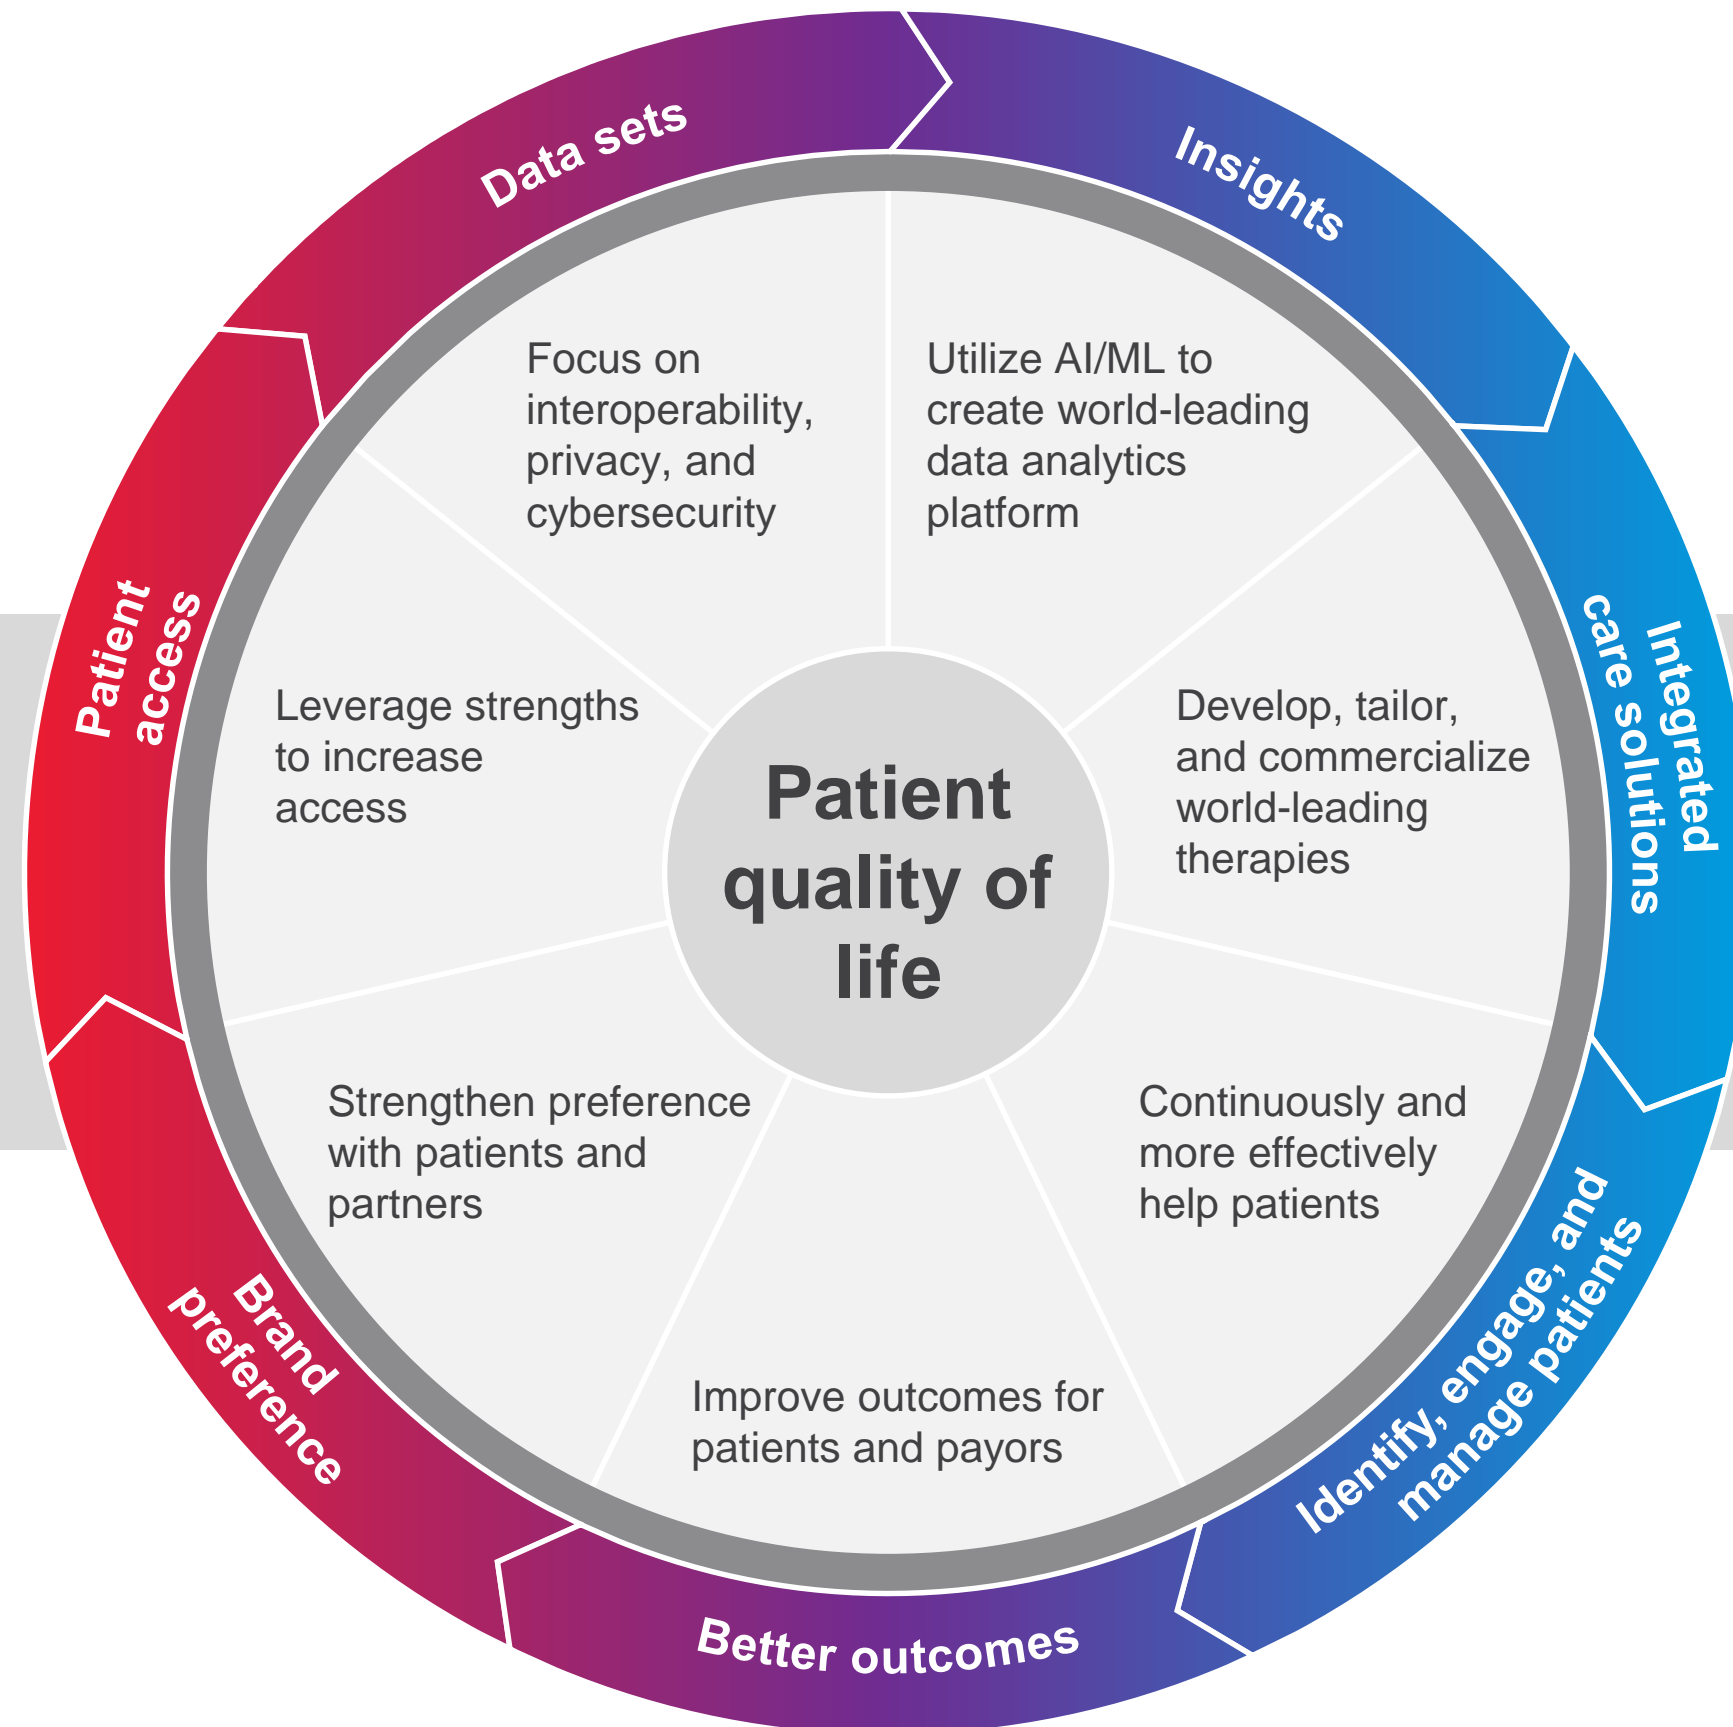 Data sets
Insights
Focus on
interoperability,
privacy, and
cybersecurity
Utilize AI/ML to
create world-leading
data analytics
platform
Patient
access
Leverage strengths
to increase
access
Develop, tailor,
and commercialize
world-leading
therapies
Integrated
care solutions
Patient
quality of
life
Strengthen preference
with patients and
partners
Continuously and
more effectively
help patients
Brand
preference
Identify, engage, and
manage patients
Improve outcomes for
patients and payors
Better outcomes